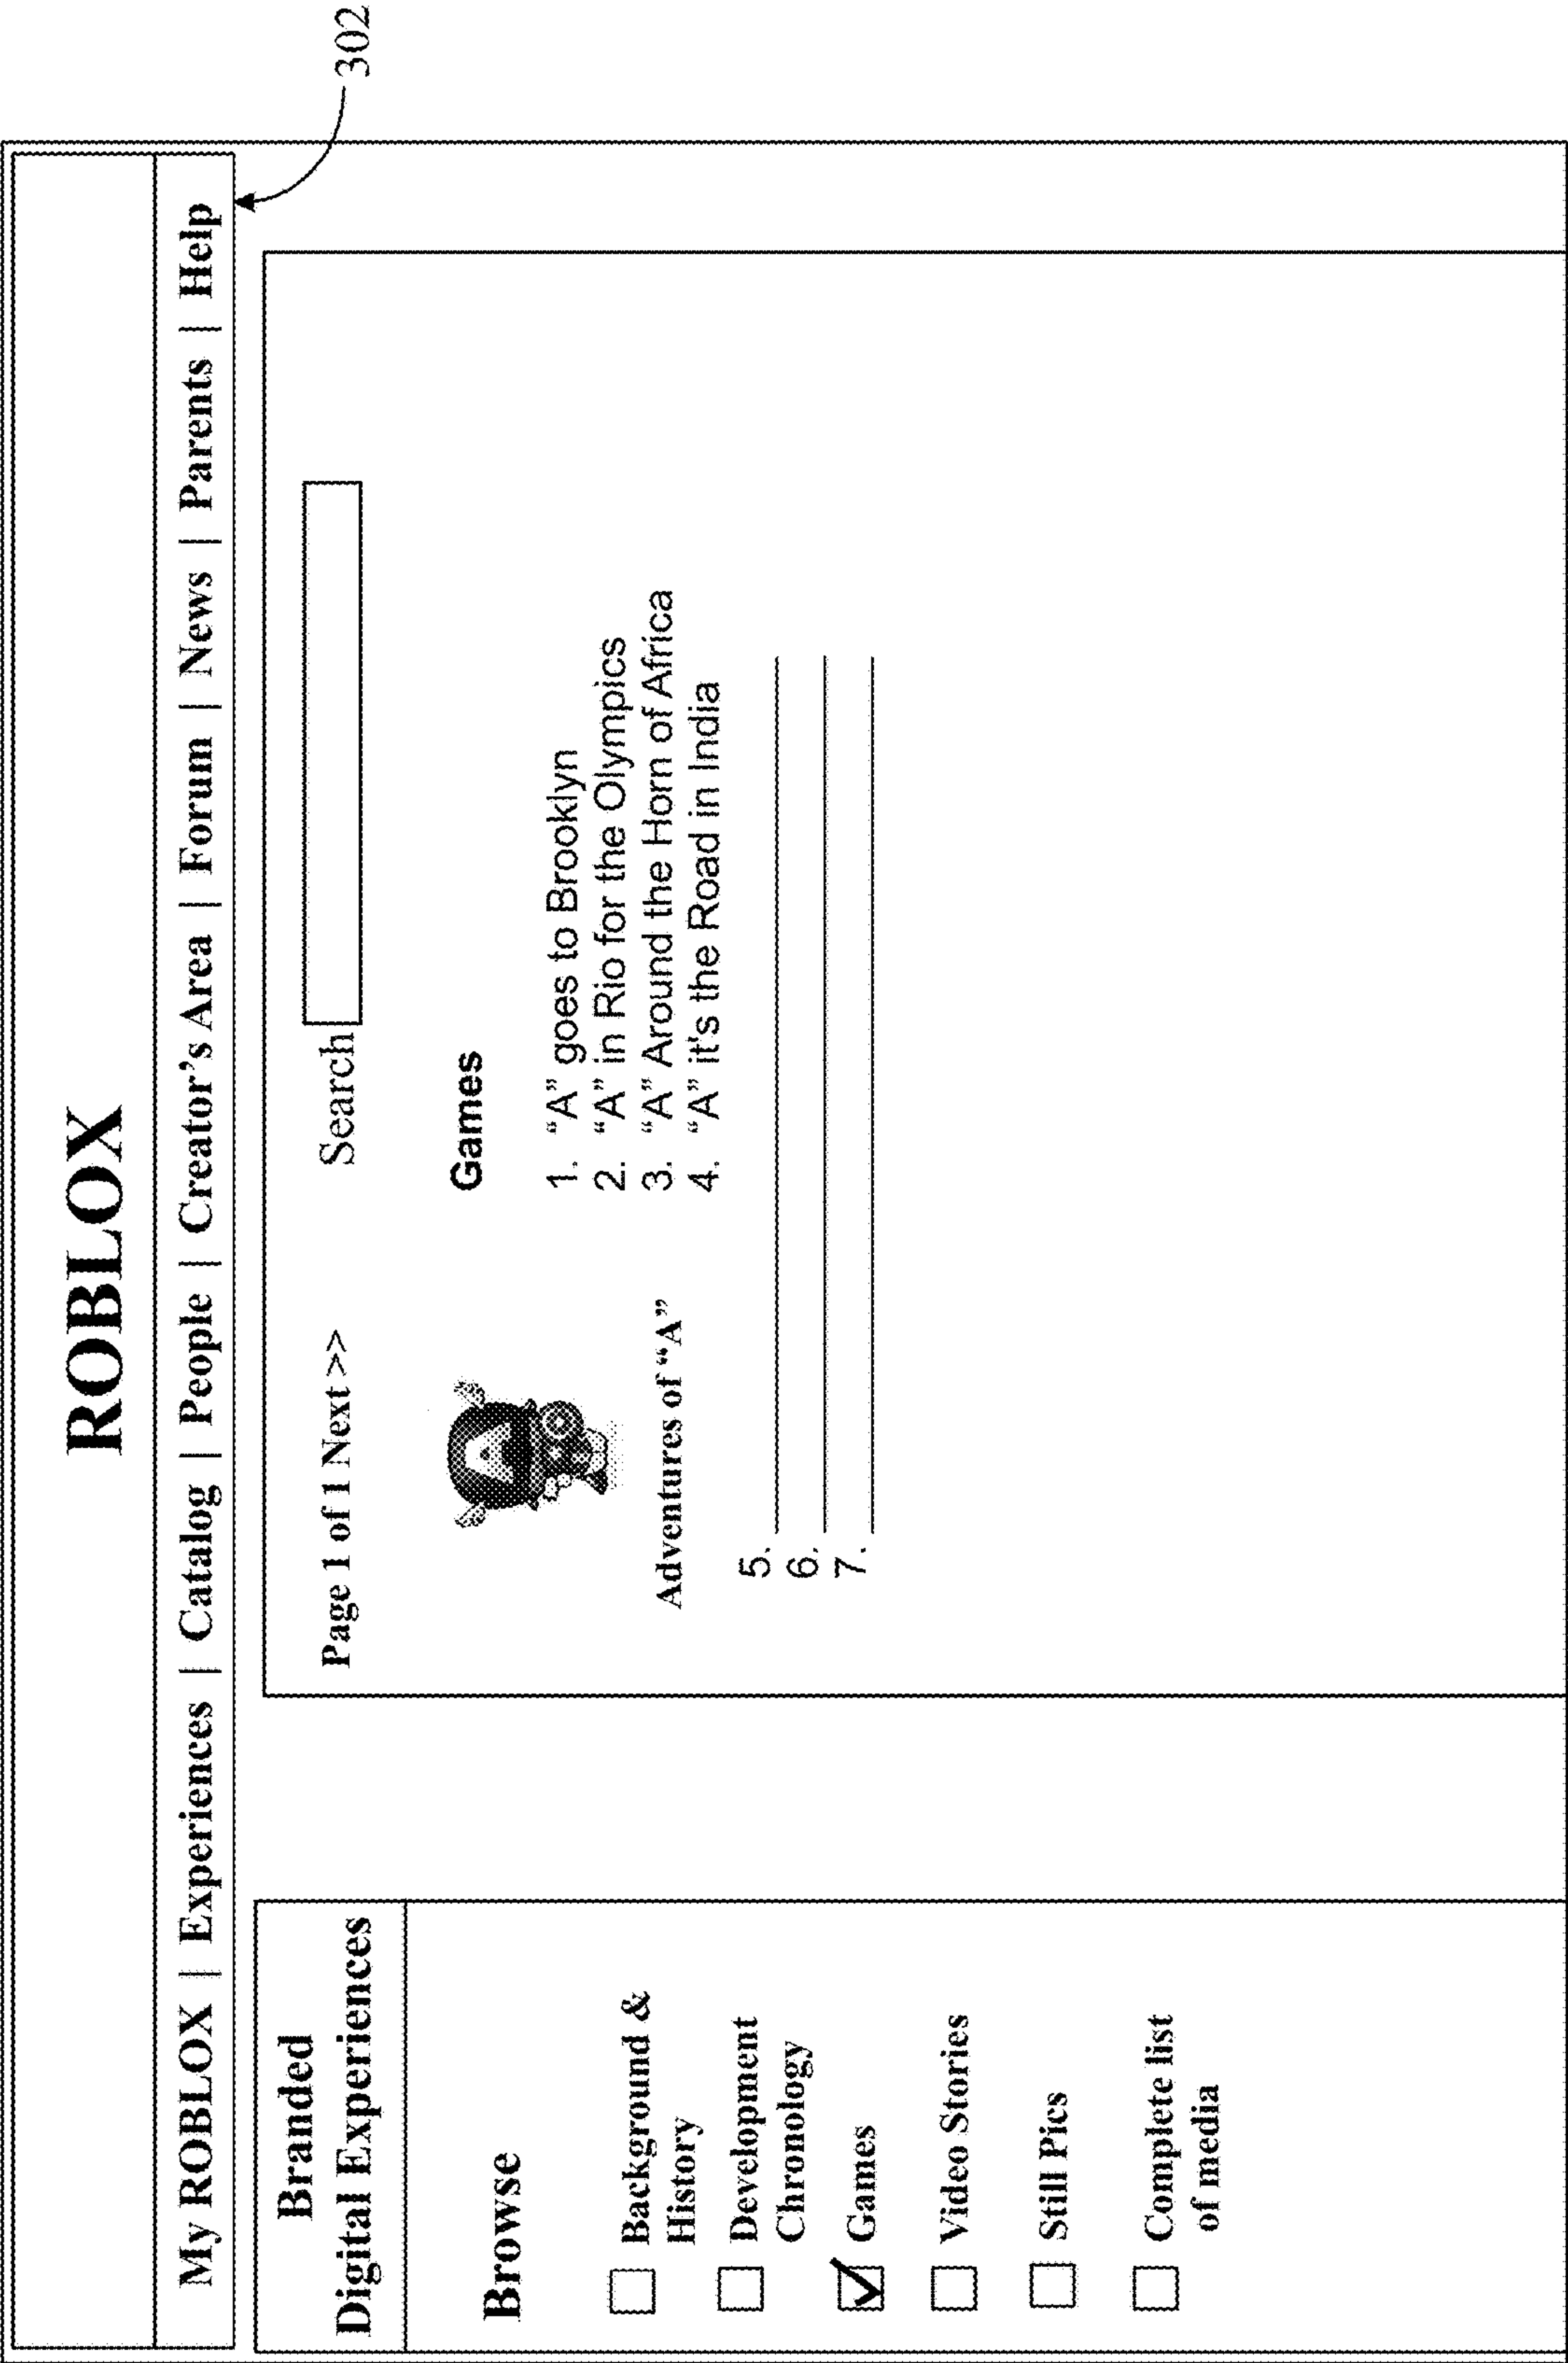 302
ROBLOX
My ROBLOX | Experiences | Catalog | People | Creator's Area | Forum | News | Parents | Help
Branded
Digital Experiences
Browse
Background &
History
Development
Chronology
Games
Video Stories
Still Pics
Complete list
of media
Page 1 of 1 Next >>
Search
Adventures of “A”
Games
1. “A” goes to Brooklyn
2. “A” in Rio for the Olympics
3. “A” Around the Horn of Africa
4. “A” it's the Road in India
5.
6.
7.